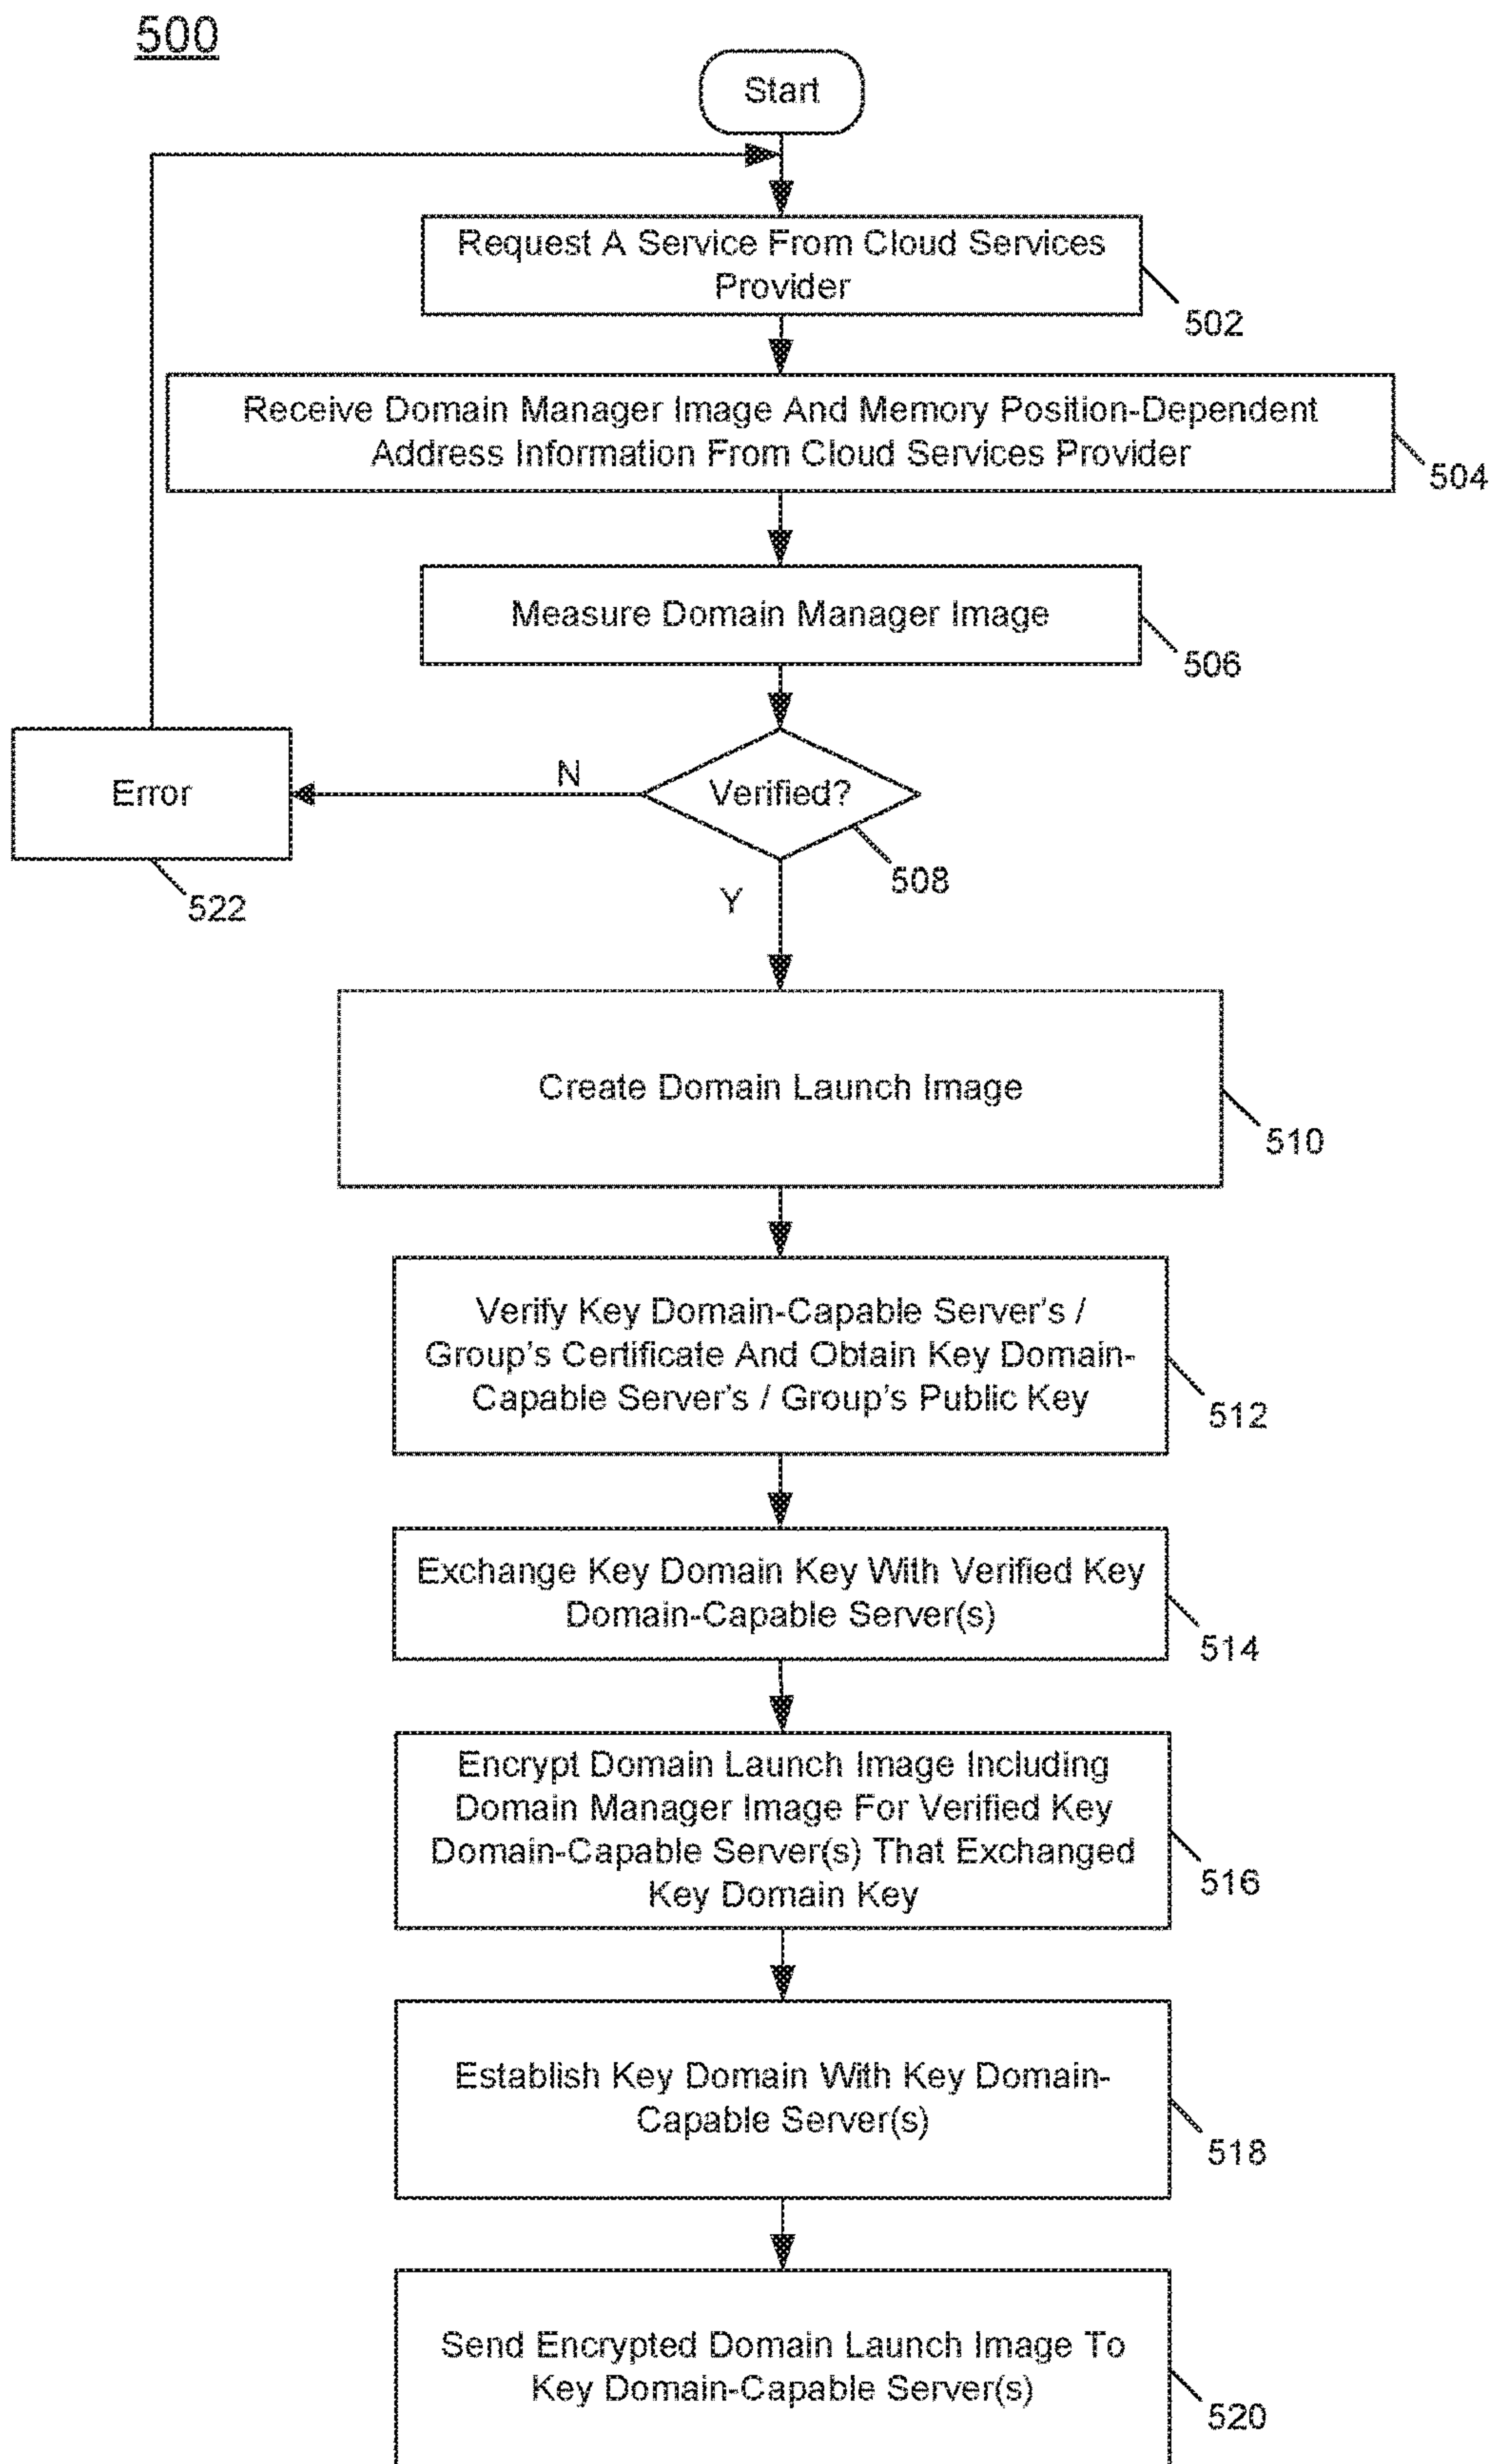 500
Start
Request A Service From Cloud Services
Provider
502
Receive Domain Manager Image And Memory Position-Dependent
Address Information From Cloud Services Provider
504
Measure Domain Manager Image
506
Error
N
Verified?
522
Y
508
Create Domain Launch Image
510
Verify Key Domain-Capable Server's /
Group's Certificate And Obtain Key Domain-
Capable Server's / Group's Public Key
512
Exchange Key Domain Key With Verified Key
Domain-Capable Server(s)
514
Encrypt Domain Launch Image Including
Domain Manager Image For Verified Key
Domain-Capable Server(s) That Exchanged
Key Domain Key
516
Establish Key Domain With Key Domain-
Capable Server(s)
518
Send Encrypted Domain Launch Image To
Key Domain-Capable Server(s)
520